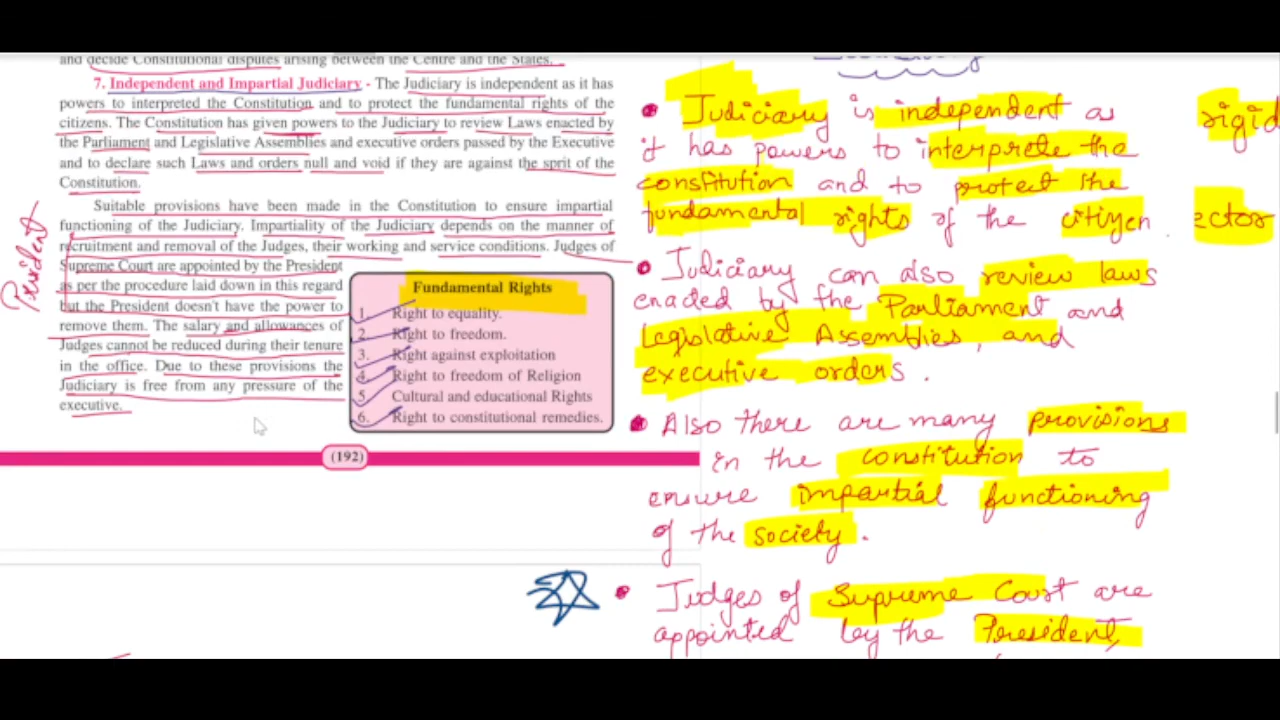 and decide Constitutional disputes arising between the Centre and the States.
7. Independent and Impartial Judiciary - The Judiciary is independent as it has
powers to interpreted the Constitution and to protect the fundamental rights of the
citizens. The Constitution has given powers to the Judiciary to review Laws enacted by
the Parliament and Legislative Assemblies and executive orders passed by the Executive
and to declare such Laws and orders null and void if they are against the sprit of the
Constitution.
Suitable provisions have been made in the Constitution to ensure impartial
functioning of the Judiciary. Impartiality of the Judiciary depends on the manner of
recruitment and removal of the Judges, their working and service conditions. Judges of
Supreme Court are appointed by the President
as per the procedure laid down in this regard
but the President doesn't have the power to
remove them. The salary and allowances of
Judges cannot be reduced during their tenure
in the office. Due to these provisions the
Judiciary is free from any pressure of the
executive.
President
Fundamental Rights
1. Right to equality.
2. Right to freedom.
3. Right against exploitation
4. Right to freedom of Religion
5. Cultural and educational Rights
6. Right to constitutional remedies.
(192)
Judiciary is independent as
it has powers to interprete the
constitution and to protect the
fundamental rights of the citizen.
Judiciary can also review laws
enacted by the Parliament and
Legislative Assemblies, and
executive orders.
Also there are many provisions
in the constitution to
ensure impartial functioning
of the society.
Judges of Supreme Court are
appointed by the President,
rigid
ector